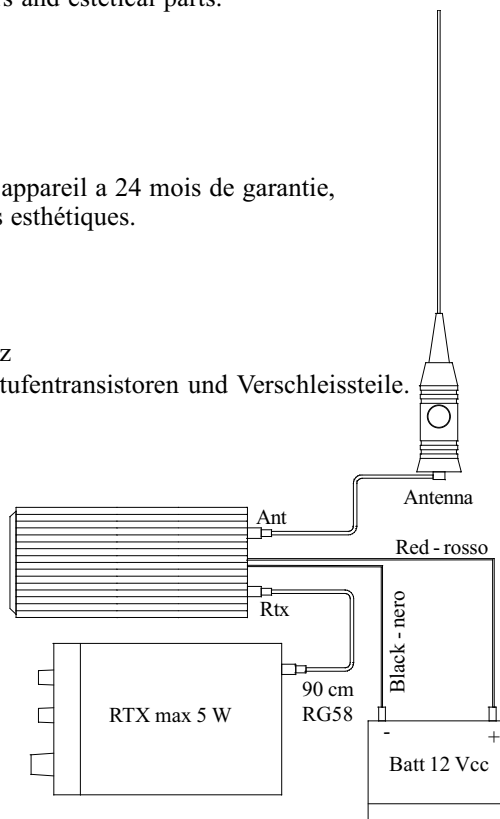 s and estetical parts.
appareil a 24 mois de garantie,
s esthétiques.
z
tufentransistoren und Verschleissteile.
Antenna
Ant
Red - rosso
Rtx
Black - nero
90 cm
RG58
RTX max 5 W
- +
Batt 12 Vcc